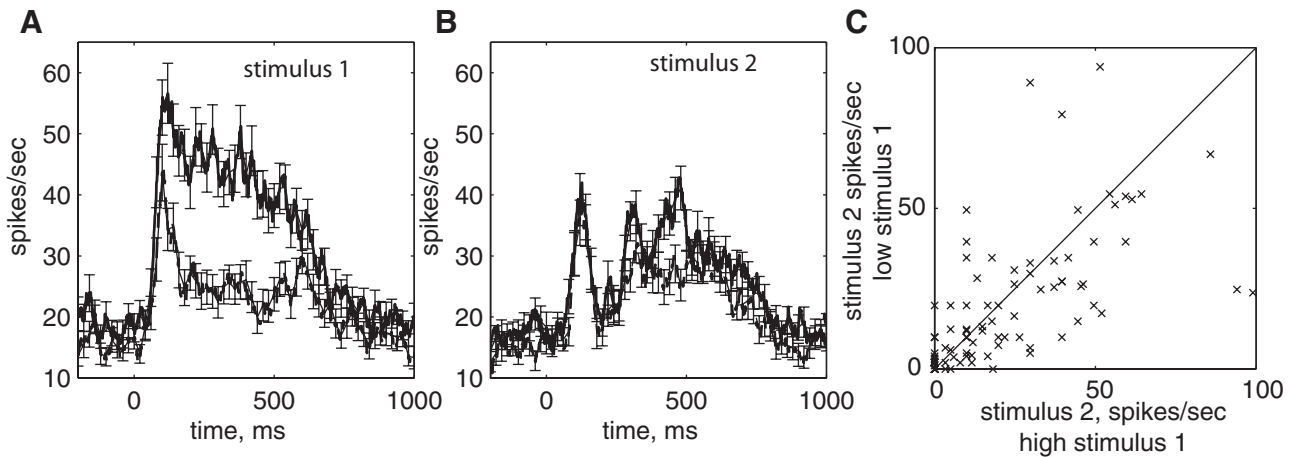 A
B
C
stimulus 1
stimulus 2
spikes/sec
60
50
40
30
20
10
0
500
1000
time, ms
spikes/sec
60
50
40
30
20
10
0
500
1000
time, ms
stimulus 2 spikes/sec
low stimulus 1
100
50
0
0
50
100
stimulus 2, spikes/sec
high stimulus 1